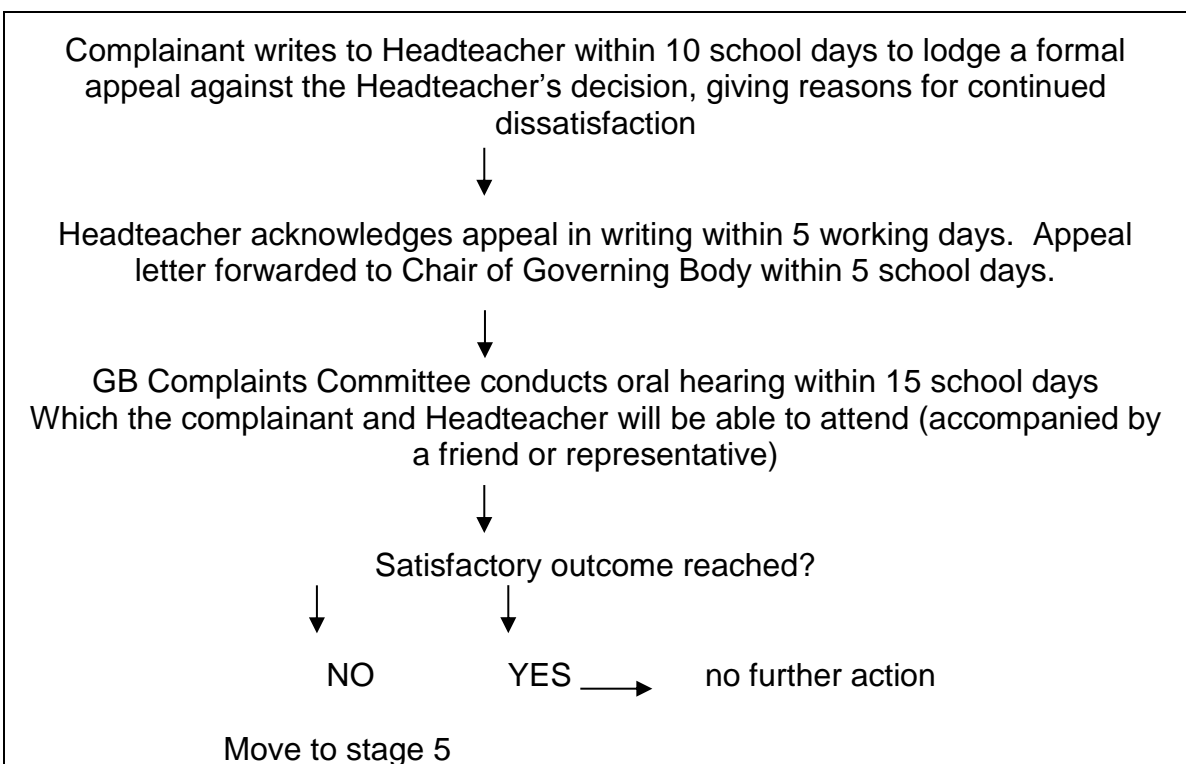 Complainant writes to Headteacher within 10 school days to lodge a formal
appeal against the Headteacher’s decision, giving reasons for continued
dissatisfaction
Headteacher acknowledges appeal in writing within 5 working days.  Appeal
letter forwarded to Chair of Governing Body within 5 school days.
GB Complaints Committee conducts oral hearing within 15 school days
Which the complainant and Headteacher will be able to attend (accompanied by
a friend or representative)
Satisfactory outcome reached?
NO YES no further action
Move to stage 5